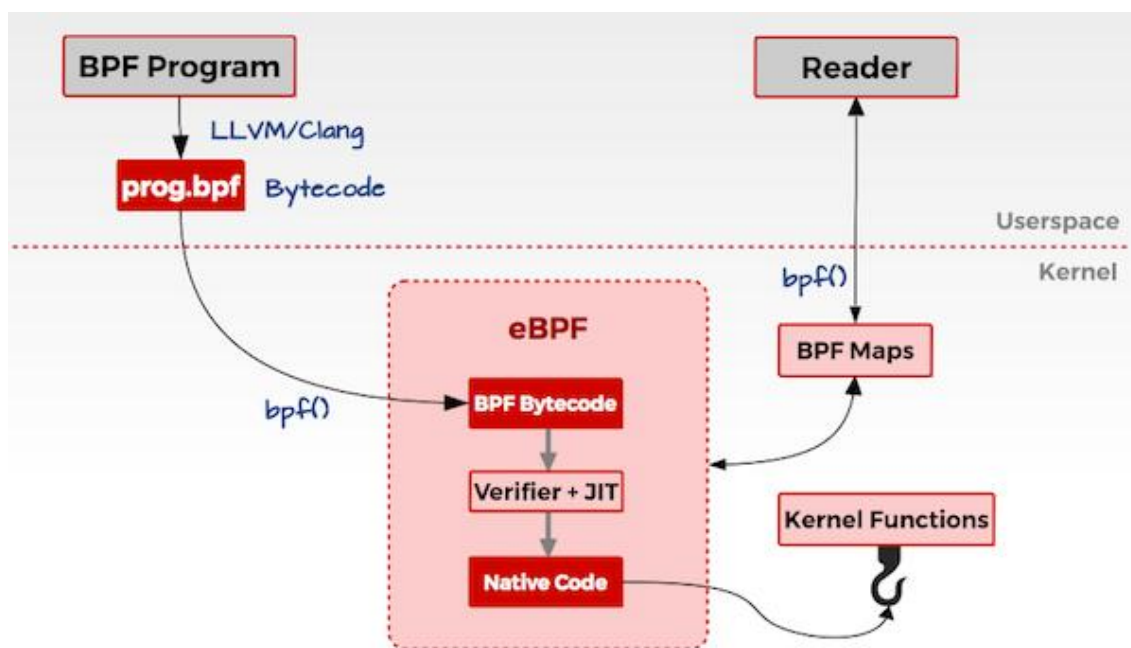 BPF Program
Reader
LLVM/Clang
prog.bpf
Bytecode
Userspace
Kernel
bpf()
eBPF
BPF Maps
BPF Bytecode
bpf()
Verifier + JIT
Kernel Functions
Native Code